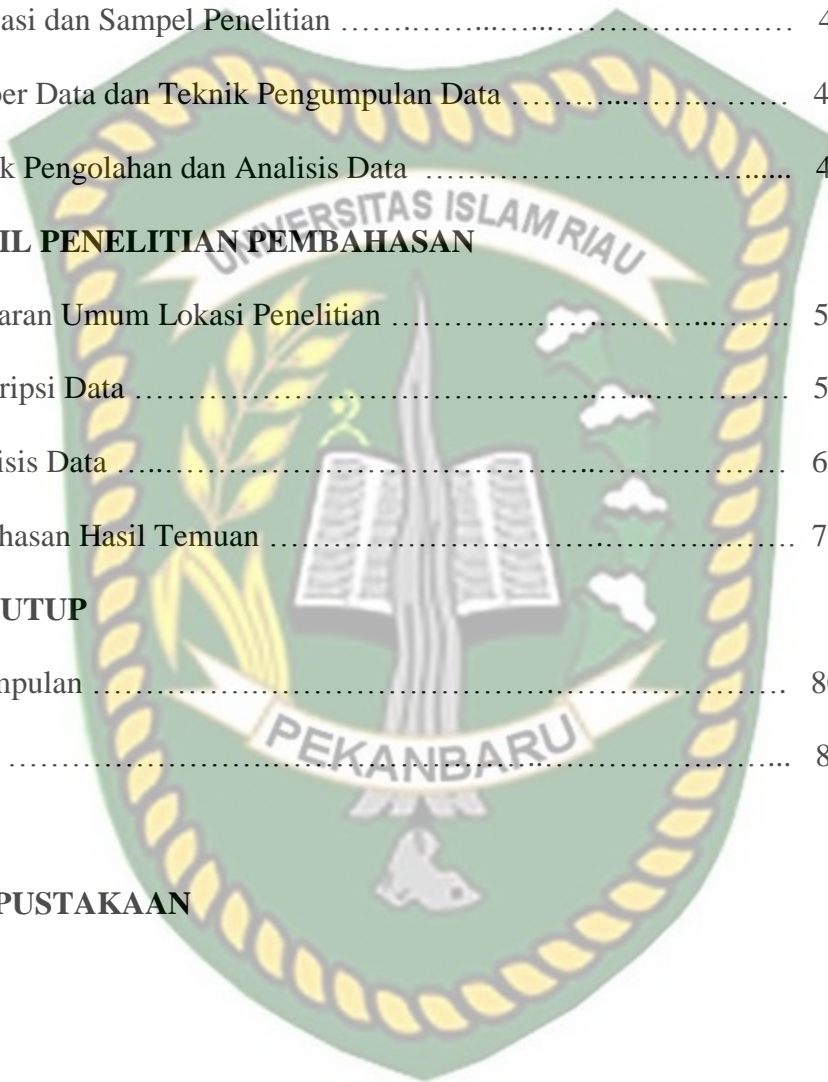 asi dan Sampel Penelitian …….……...…...…………..……… 4
er Data dan Teknik Pengumpulan Data ………...……... …… 4
k Pengolahan dan Analisis Data ………………………...... 4
UNIVERSITAS ISLAM RIAU
IL PENELITIAN PEMBAHASAN
aran Umum Lokasi Penelitian ………….…….………...……. 5
ripsi Data ……………………………………..…...…………. 5
isis Data …..……………………………………..……………… 6
hasan Hasil Temuan …………………………….…………..……. 7
UTUP
mpulan …………………………………………..…………………. 8
PEKANBARU
……………………….…………………………….………………... 8
PUSTAKAAN